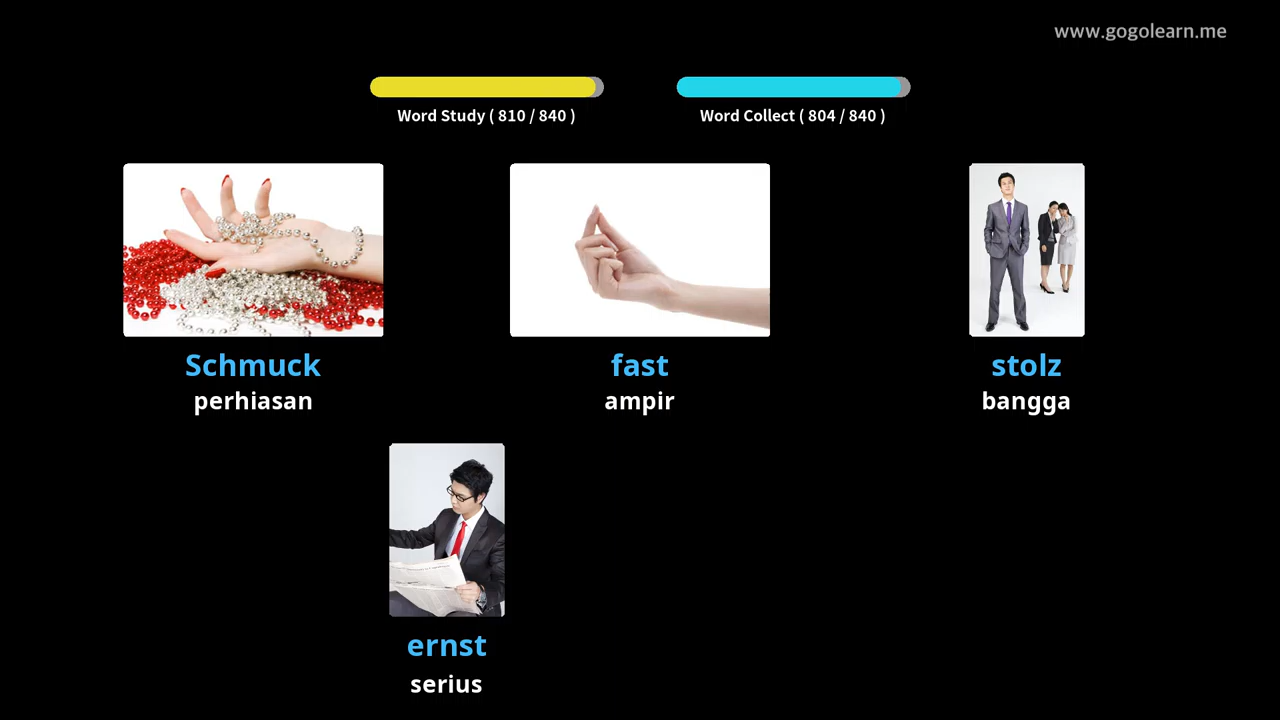 www.gogolearn.me
Word Study ( 810 / 840 )
Word Collect ( 804 / 840 )
Schmuck
perhiasan
fast
ampir
stolz
bangga
ernst
serius